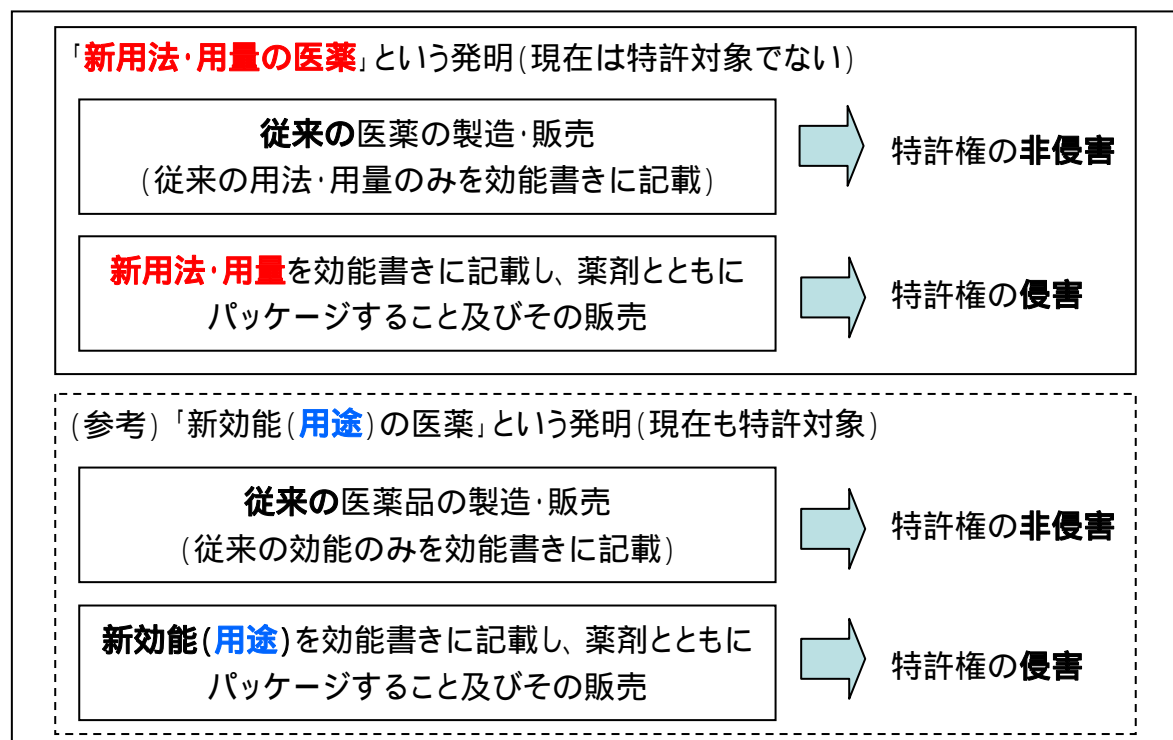 「新用法・用量の医薬」という発明(現在は特許対象でない)
従来の医薬の製造・販売
(従来の用法・用量のみを効能書きに記載)
特許権の非侵害
新用法・用量を効能書きに記載し、薬剤とともに
パッケージすること及びその販売
特許権の侵害
(参考)「新効能(用途)の医薬」という発明(現在も特許対象)
従来の医薬品の製造・販売
(従来の効能のみを効能書きに記載)
特許権の非侵害
新効能(用途)を効能書きに記載し、薬剤とともに
パッケージすること及びその販売
特許権の侵害